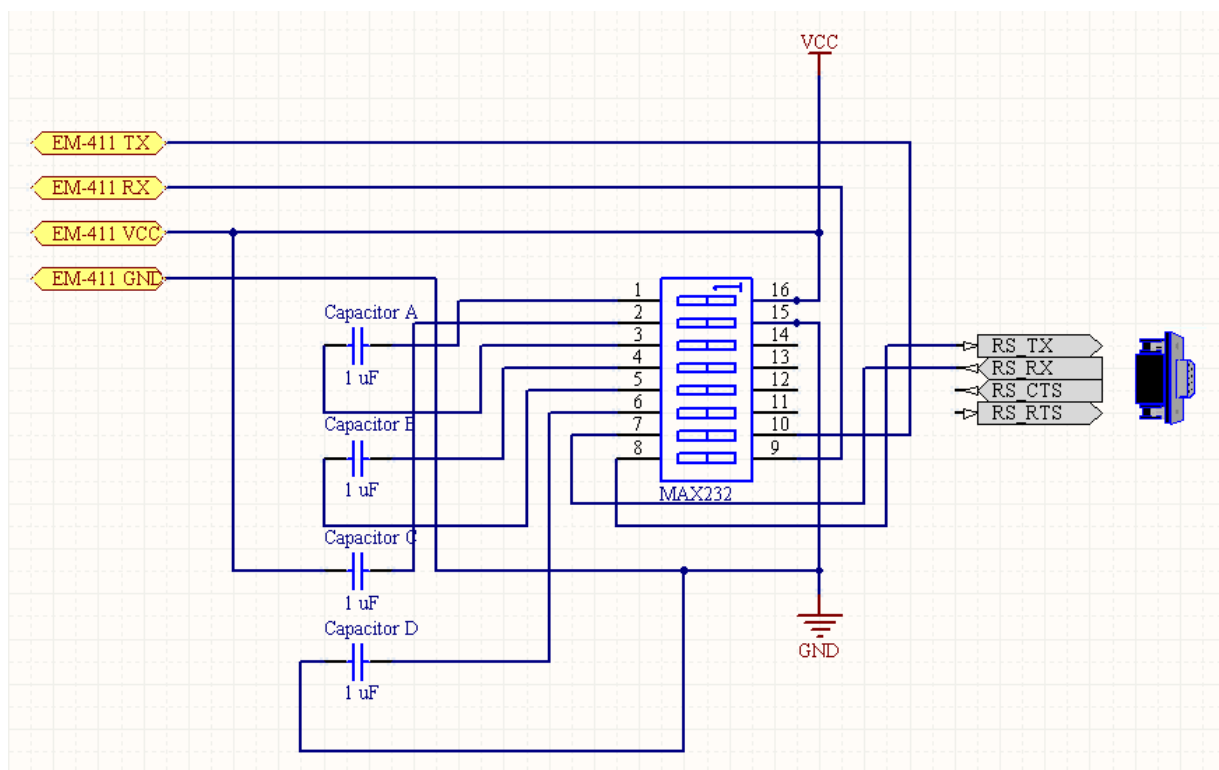 VCC
EM-411 TX
EM-411 RX
EM-411 VCC
EM-411 GND
Capacitor A
1 uF
Capacitor B
1 uF
Capacitor C
1 uF
Capacitor D
1 uF
1
1
2
3
4
5
6
7
8
16
15
14
13
12
11
10
9
MAX232
RS_TX
RS_RX
RS_CTS
RS_RTS
GND